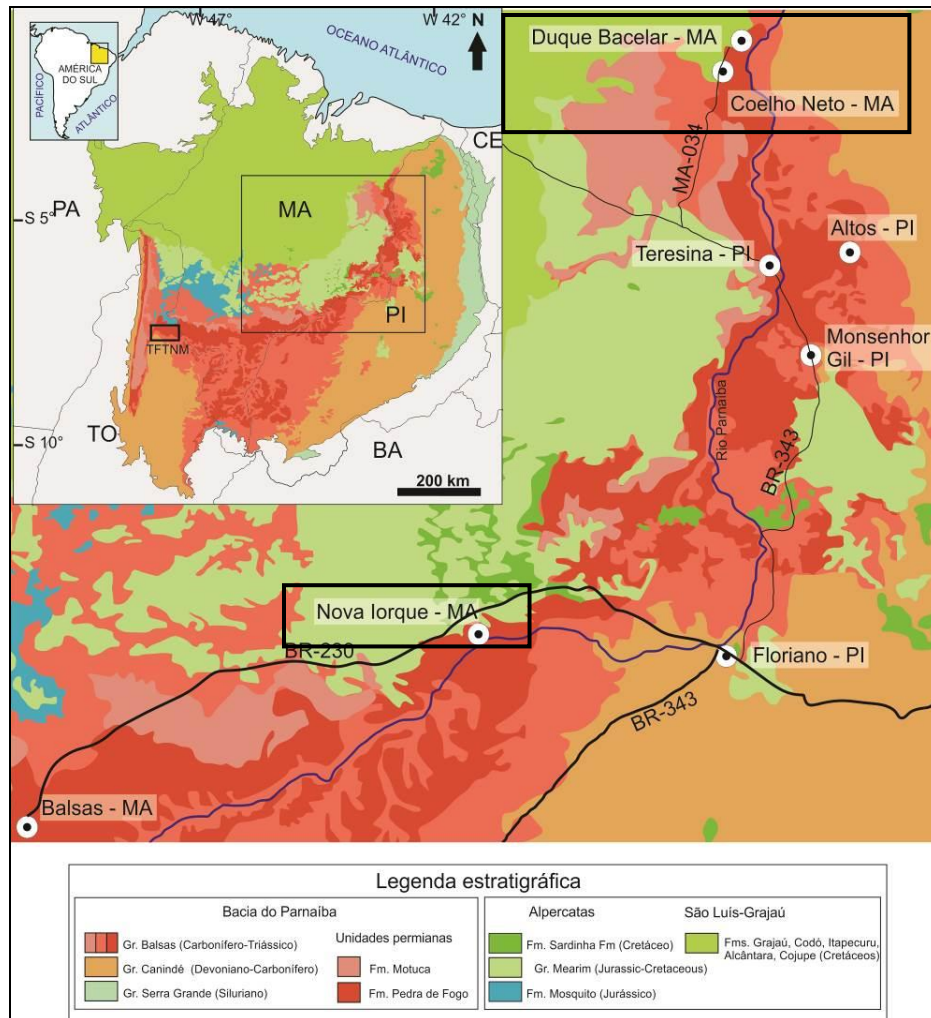 W 47°
W 42°
N
OCEANO ATLÂNTICO
AMÉRICA
DO SUL
PACÍFICO
ATLÂNTICO
CE
PA
MA
S 5°
PI
TFTNM
S 10°
TO
BA
200 km
Duque Bacelar - MA
Coelho Neto - MA
MA-034
Altos - PI
Teresina - PI
Monsenhor
Gil - PI
Rio Parnaíba
BR-343
Nova Iorque - MA
BR-230
Floriano - PI
BR-343
Balsas - MA
Legenda estratigráfica
Bacia do Parnaíba
Gr. Balsas (Carbonífero-Triássico)
Gr. Canindé (Devoniano-Carbonífero)
Gr. Serra Grande (Siluriano)
Unidades permianas
Fm. Motuca
Fm. Pedra de Fogo
Alpercatas
Fm. Sardinha Fm (Cretáceo)
Gr. Mearim (Jurassic-Cretaceous)
Fm. Mosquito (Jurássico)
São Luís-Grajaú
Fms. Grajaú, Codó, Itapecuru,
Alcântara, Cojupe (Cretáceos)